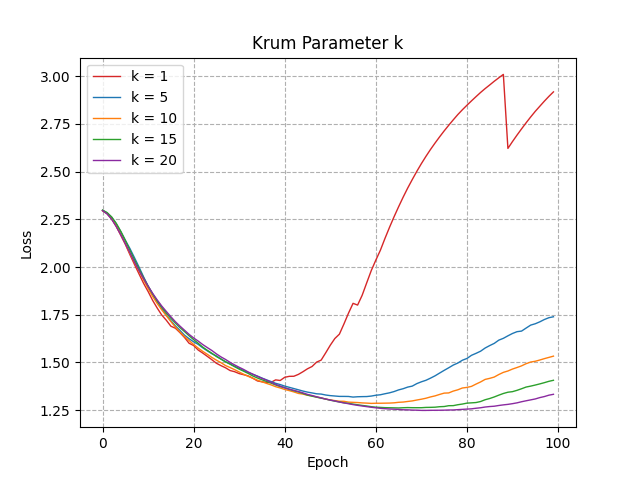 Krum Parameter k
3.00
2.75
2.50
2.25
2.00
1.75
1.50
1.25
Loss
k = 1
k = 5
k = 10
k = 15
k = 20
0 20 40 60 80 100
Epoch